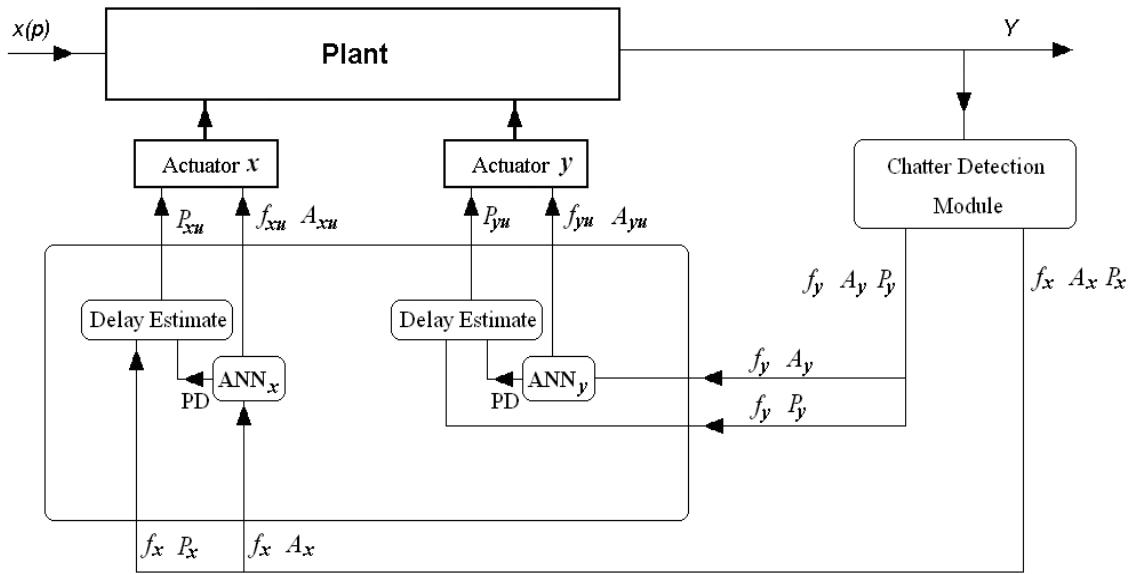 x(p)
Plant
Y
Actuator x
Actuator y
Chatter Detection
Module
P_xu
f_xu A_xu
P_yu
f_yu A_yu
f_y A_y P_y
f_x A_x P_x
Delay Estimate
Delay Estimate
ANN_x
PD
ANN_y
PD
f_y A_y
f_y P_y
f_x P_x
f_x A_x